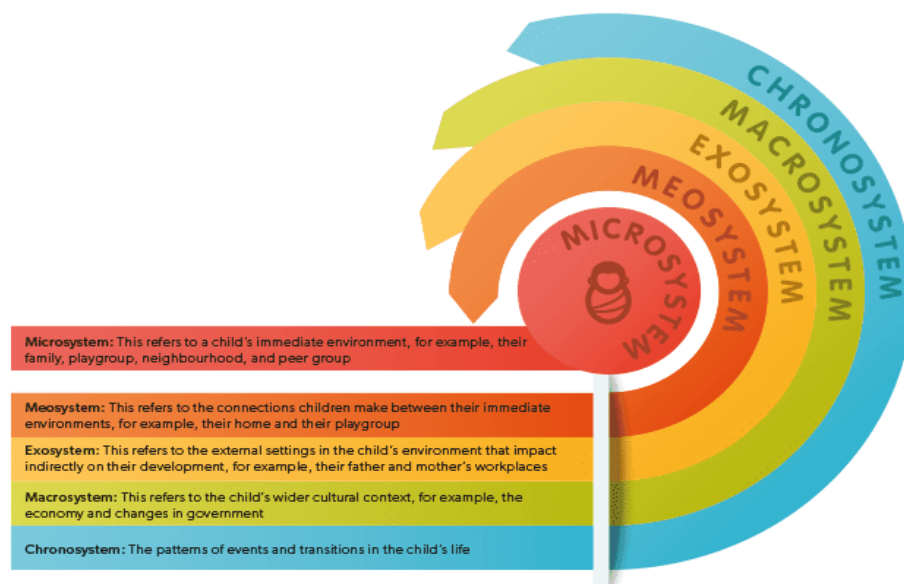 CHRONOSYSTEM
MACROSYSTEM
EXOSYSTEM
MEOSYSTEM
MICROSYSTEM
Microsystem: This refers to a child's immediate environment, for example, their
family, playgroup, neighbourhood, and peer group
Meosystem: This refers to the connections children make between their immediate
environments, for example, their home and their playgroup
Exosystem: This refers to the external settings in the child's environment that impact
indirectly on their development, for example, their father and mother's workplaces
Macrosystem: This refers to the child's wider cultural context, for example, the
economy and changes in government
Chronosystem: The patterns of events and transitions in the child's life